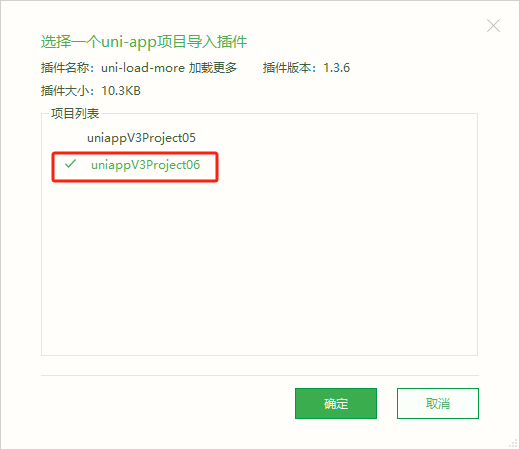 选择一个uni-app项目导入插件
插件名称：uni-load-more 加载更多 插件版本：1.3.6
插件大小：10.3KB
项目列表
uniappV3Project05
uniappV3Project06
确定 取消